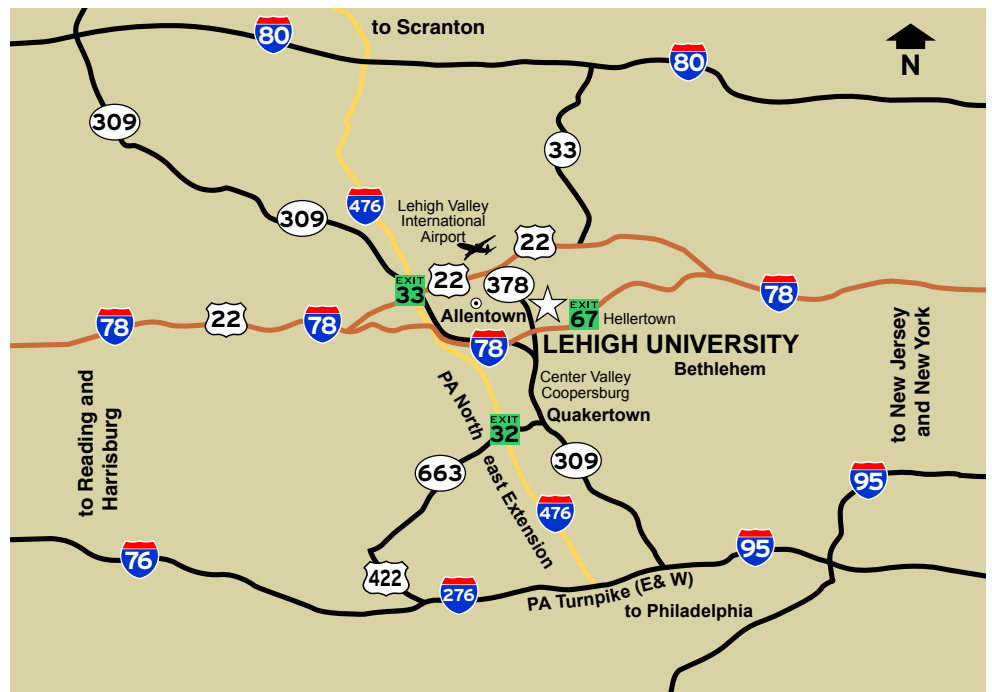 to Scranton
80
80
N
309
33
309
476
Lehigh Valley
International
Airport
22
EXIT
33
22
378
78
Allentown
EXIT
67
Hellertown
78
22
78
78
LEHIGH UNIVERSITY
Bethlehem
Center Valley
Coopersburg
Quakertown
to Reading and
Harrisburg
to New Jersey
and New York
PA North east Extension
EXIT
32
663
309
95
476
76
95
422
276
PA Turnpike (E& W)
to Philadelphia